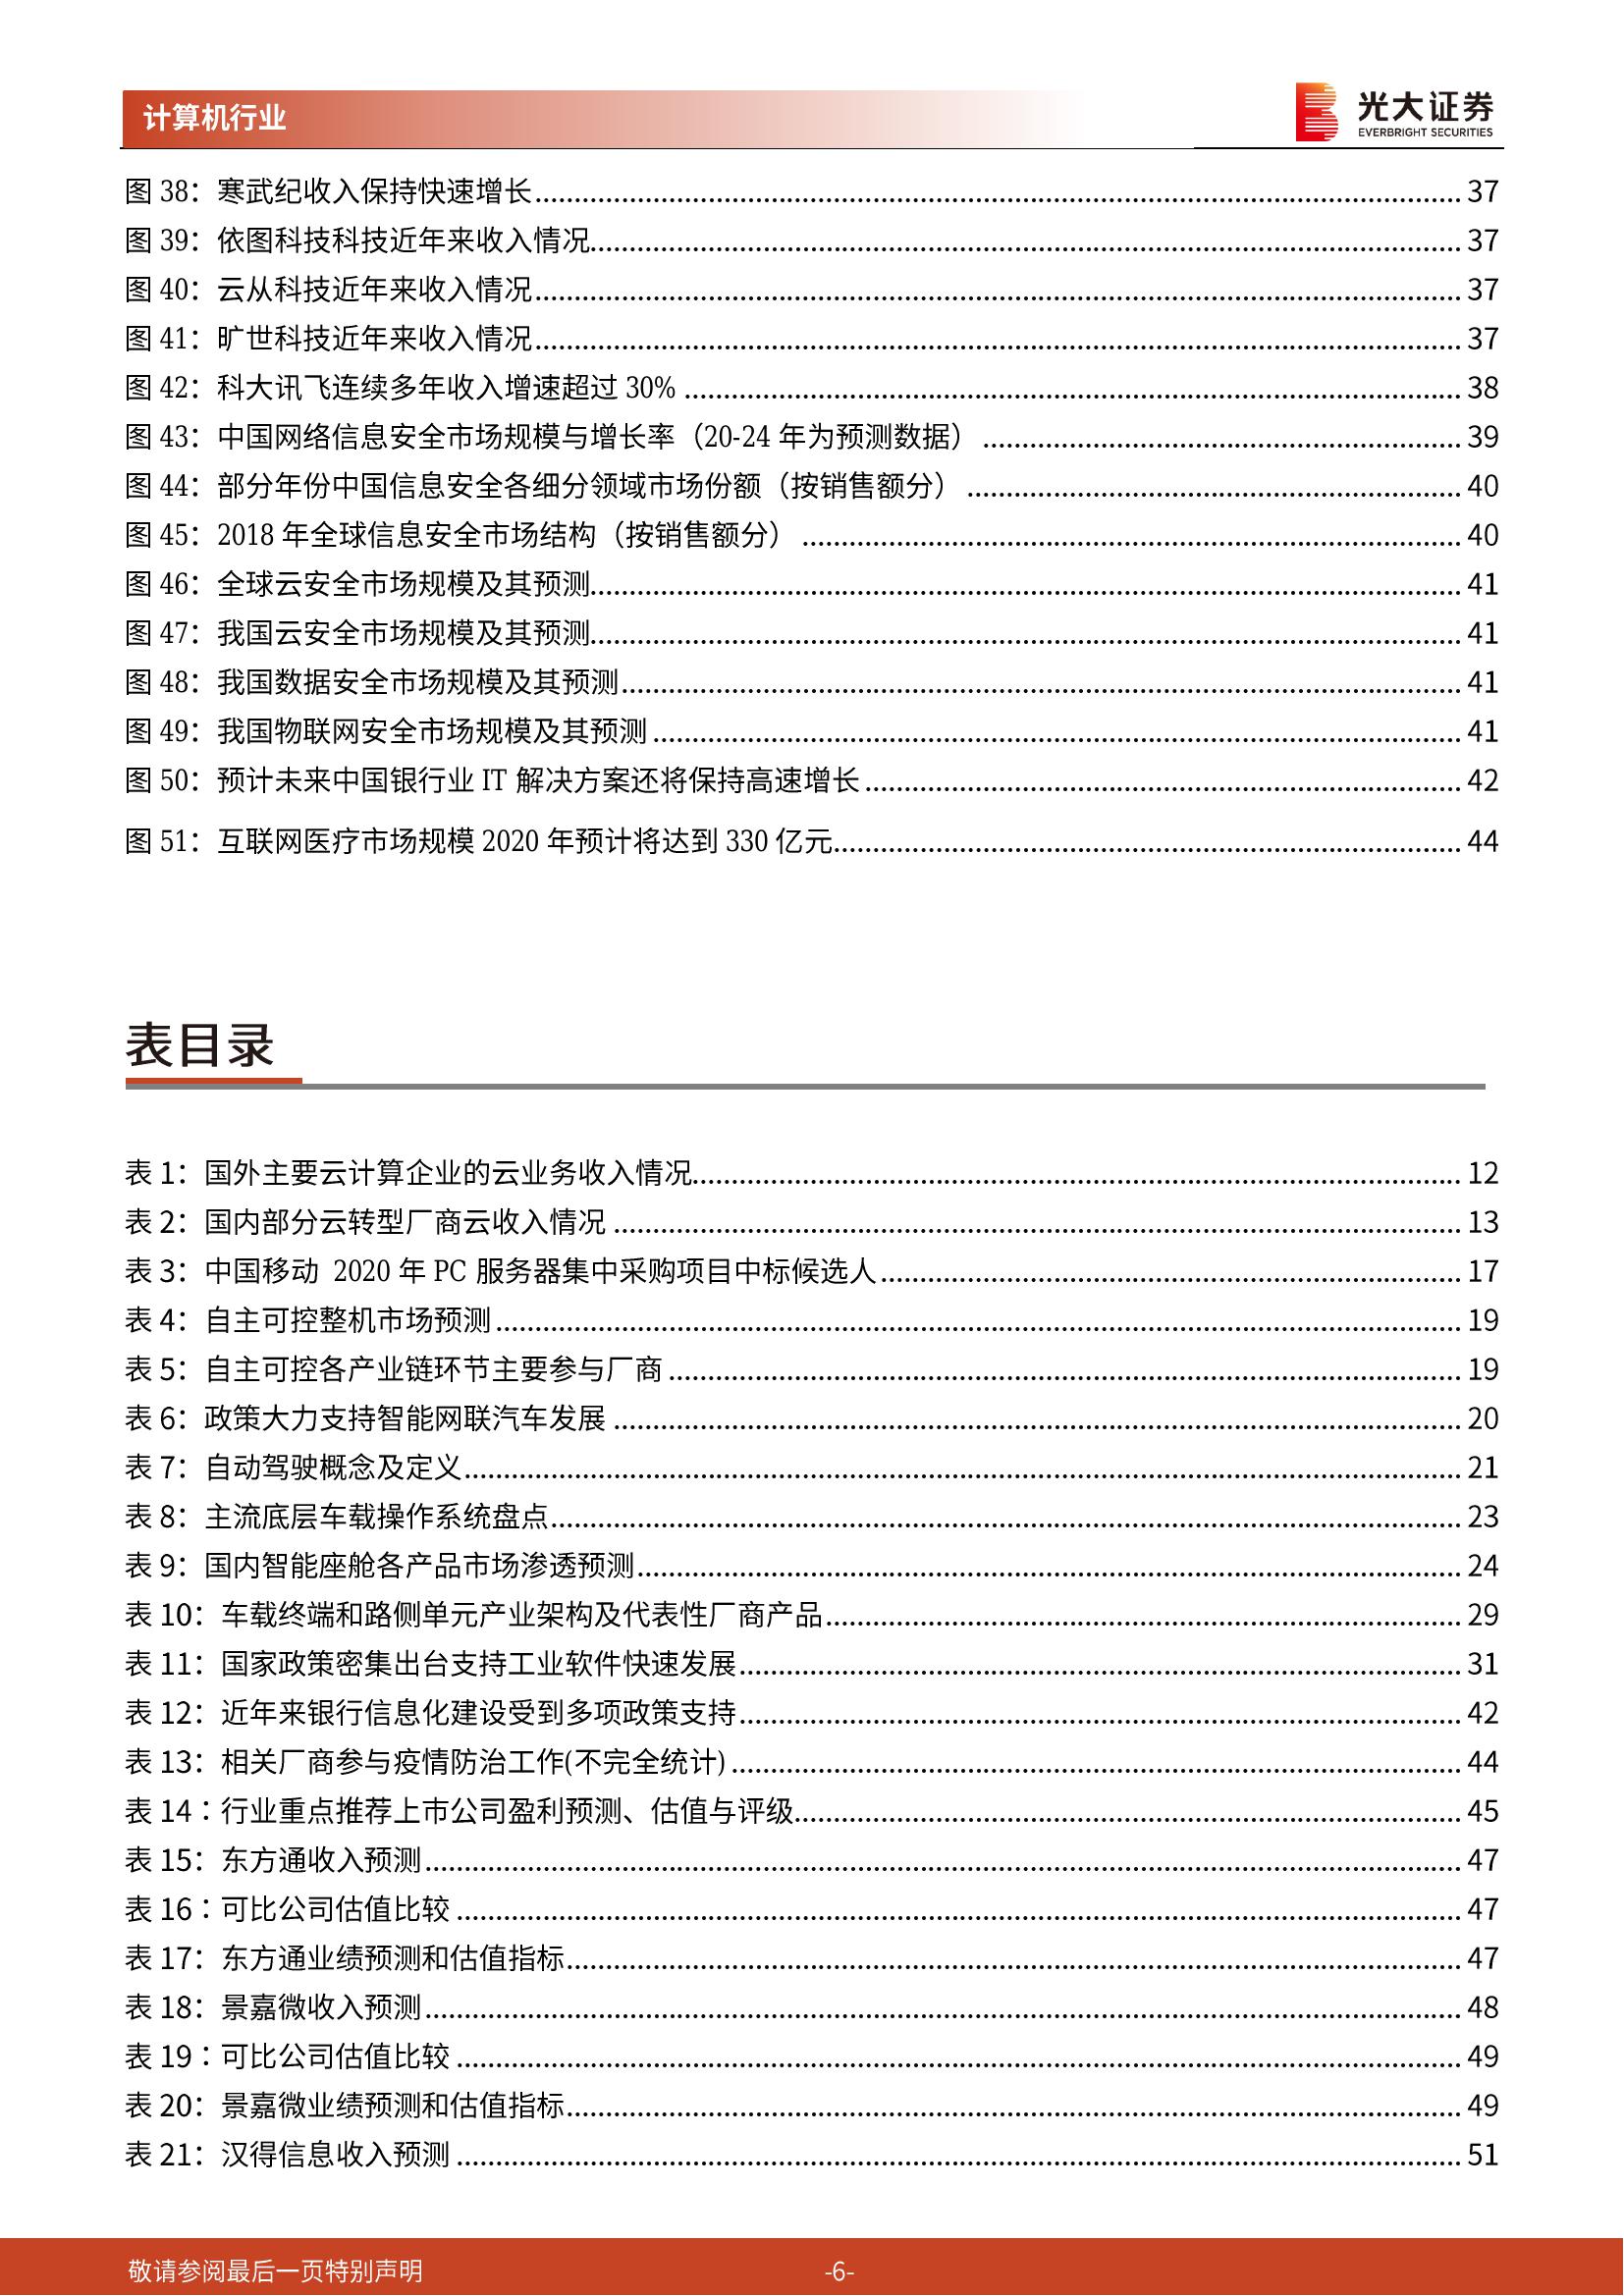 计算机行业
光大证券
EVERBRIGHT SECURITIES
图 38：寒武纪收入保持快速增长 37
图 39：依图科技科技近年来收入情况 37
图 40：云从科技近年来收入情况 37
图 41：旷世科技近年来收入情况 37
图 42：科大讯飞连续多年收入增速超过 30% 38
图 43：中国网络信息安全市场规模与增长率（20-24 年为预测数据） 39
图 44：部分年份中国信息安全各细分领域市场份额（按销售额分） 40
图 45：2018 年全球信息安全市场结构（按销售额分） 40
图 46：全球云安全市场规模及其预测 41
图 47：我国云安全市场规模及其预测 41
图 48：我国数据安全市场规模及其预测 41
图 49：我国物联网安全市场规模及其预测 41
图 50：预计未来中国银行业 IT 解决方案还将保持高速增长 42
图 51：互联网医疗市场规模 2020 年预计将达到 330 亿元 44
表目录
表 1：国外主要云计算企业的云业务收入情况 12
表 2：国内部分云转型厂商云收入情况 13
表 3：中国移动 2020 年 PC 服务器集中采购项目中标候选人 17
表 4：自主可控整机市场预测 19
表 5：自主可控各产业链环节主要参与厂商 19
表 6：政策大力支持智能网联汽车发展 20
表 7：自动驾驶概念及定义 21
表 8：主流底层车载操作系统盘点 23
表 9：国内智能座舱各产品市场渗透预测 24
表 10：车载终端和路侧单元产业架构及代表性厂商产品 29
表 11：国家政策密集出台支持工业软件快速发展 31
表 12：近年来银行信息化建设受到多项政策支持 42
表 13：相关厂商参与疫情防治工作(不完全统计) 44
表 14：行业重点推荐上市公司盈利预测、估值与评级 45
表 15：东方通收入预测 47
表 16：可比公司估值比较 47
表 17：东方通业绩预测和估值指标 47
表 18：景嘉微收入预测 48
表 19：可比公司估值比较 49
表 20：景嘉微业绩预测和估值指标 49
表 21：汉得信息收入预测 51
敬请参阅最后一页特别声明 -6-